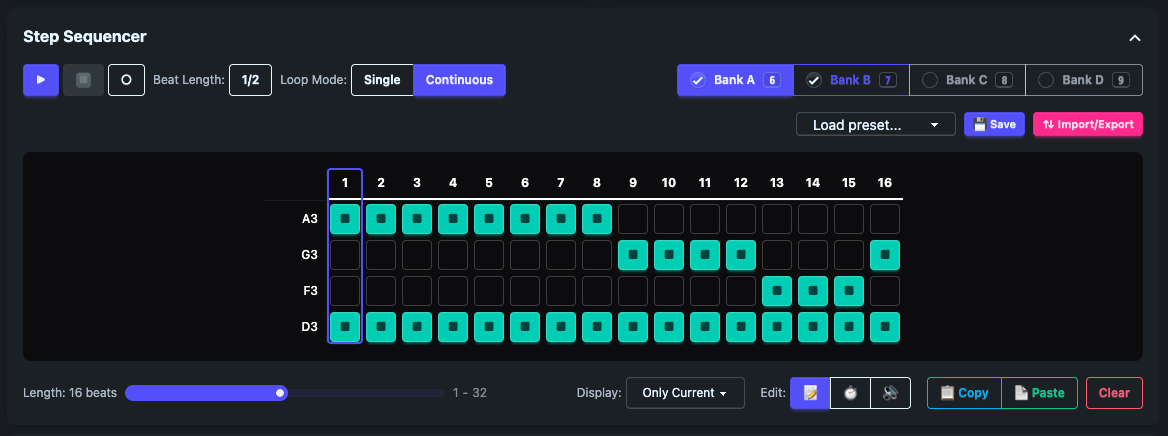 Step Sequencer
Beat Length: 1/2 Loop Mode: Single Continuous Bank A 6 Bank B 7 Bank C 8 Bank D 9
Load preset... Save Import/Export
1 2 3 4 5 6 7 8 9 10 11 12 13 14 15 16
A3
G3
F3
D3
Length: 16 beats 1 - 32 Display: Only Current Edit: Copy Paste Clear